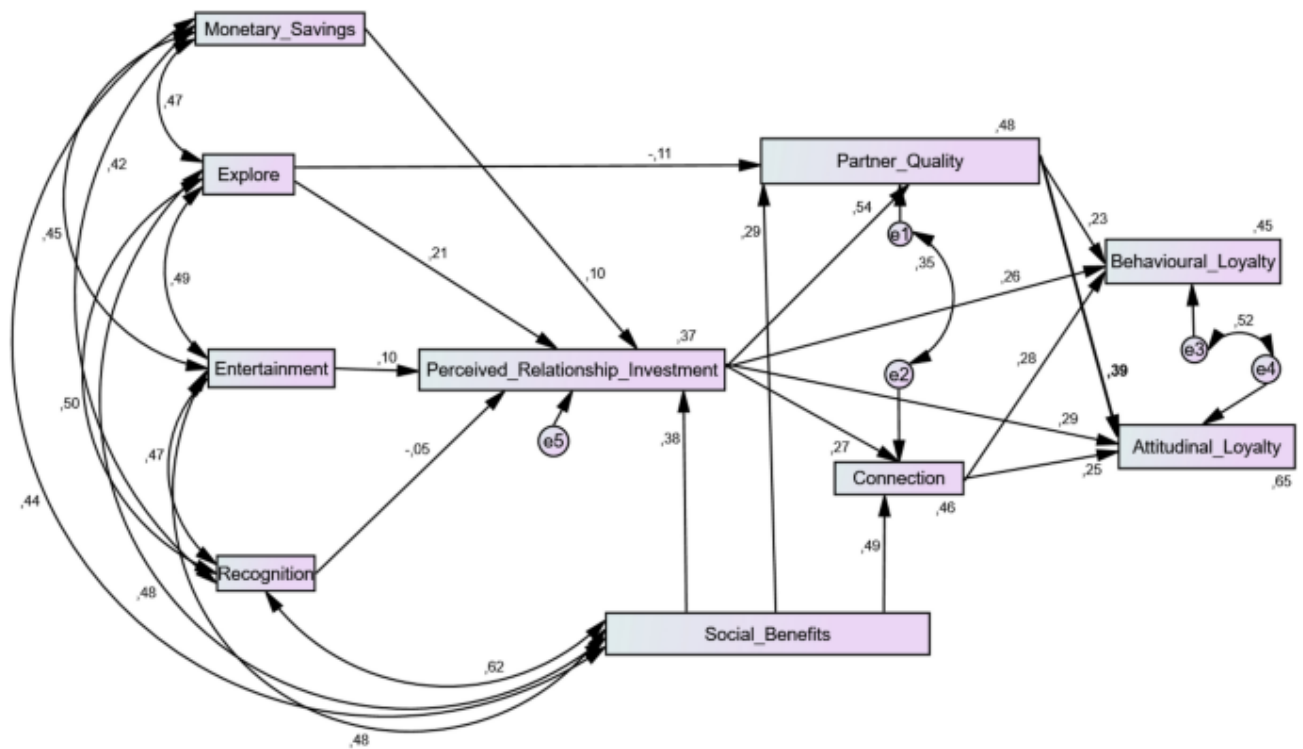 Monetary_Savings
,47
,42
Explore
-,11
,48
Partner_Quality
,54
e1
,29
,35
,23
,45
Behavioural_Loyalty
,45
,49
,21
,10
,26
,52
e3
e4
Entertainment
,10
,37
Perceived_Relationship_Investment
e2
,28
,39
,50
,47
-,05
e5
,38
,27
,29
Attitudinal_Loyalty
,25
,65
Connection
,46
,44
,49
Recognition
,48
Social_Benefits
,62
,48